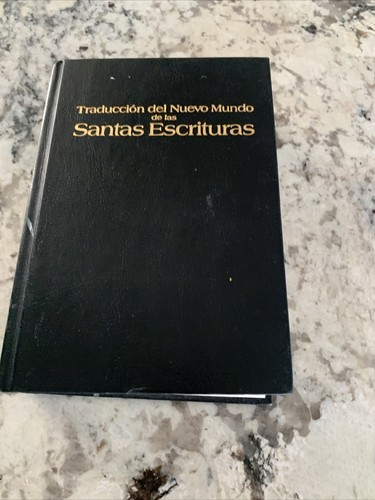 Traducción del Nuevo Mundo
de las
Santas Escrituras